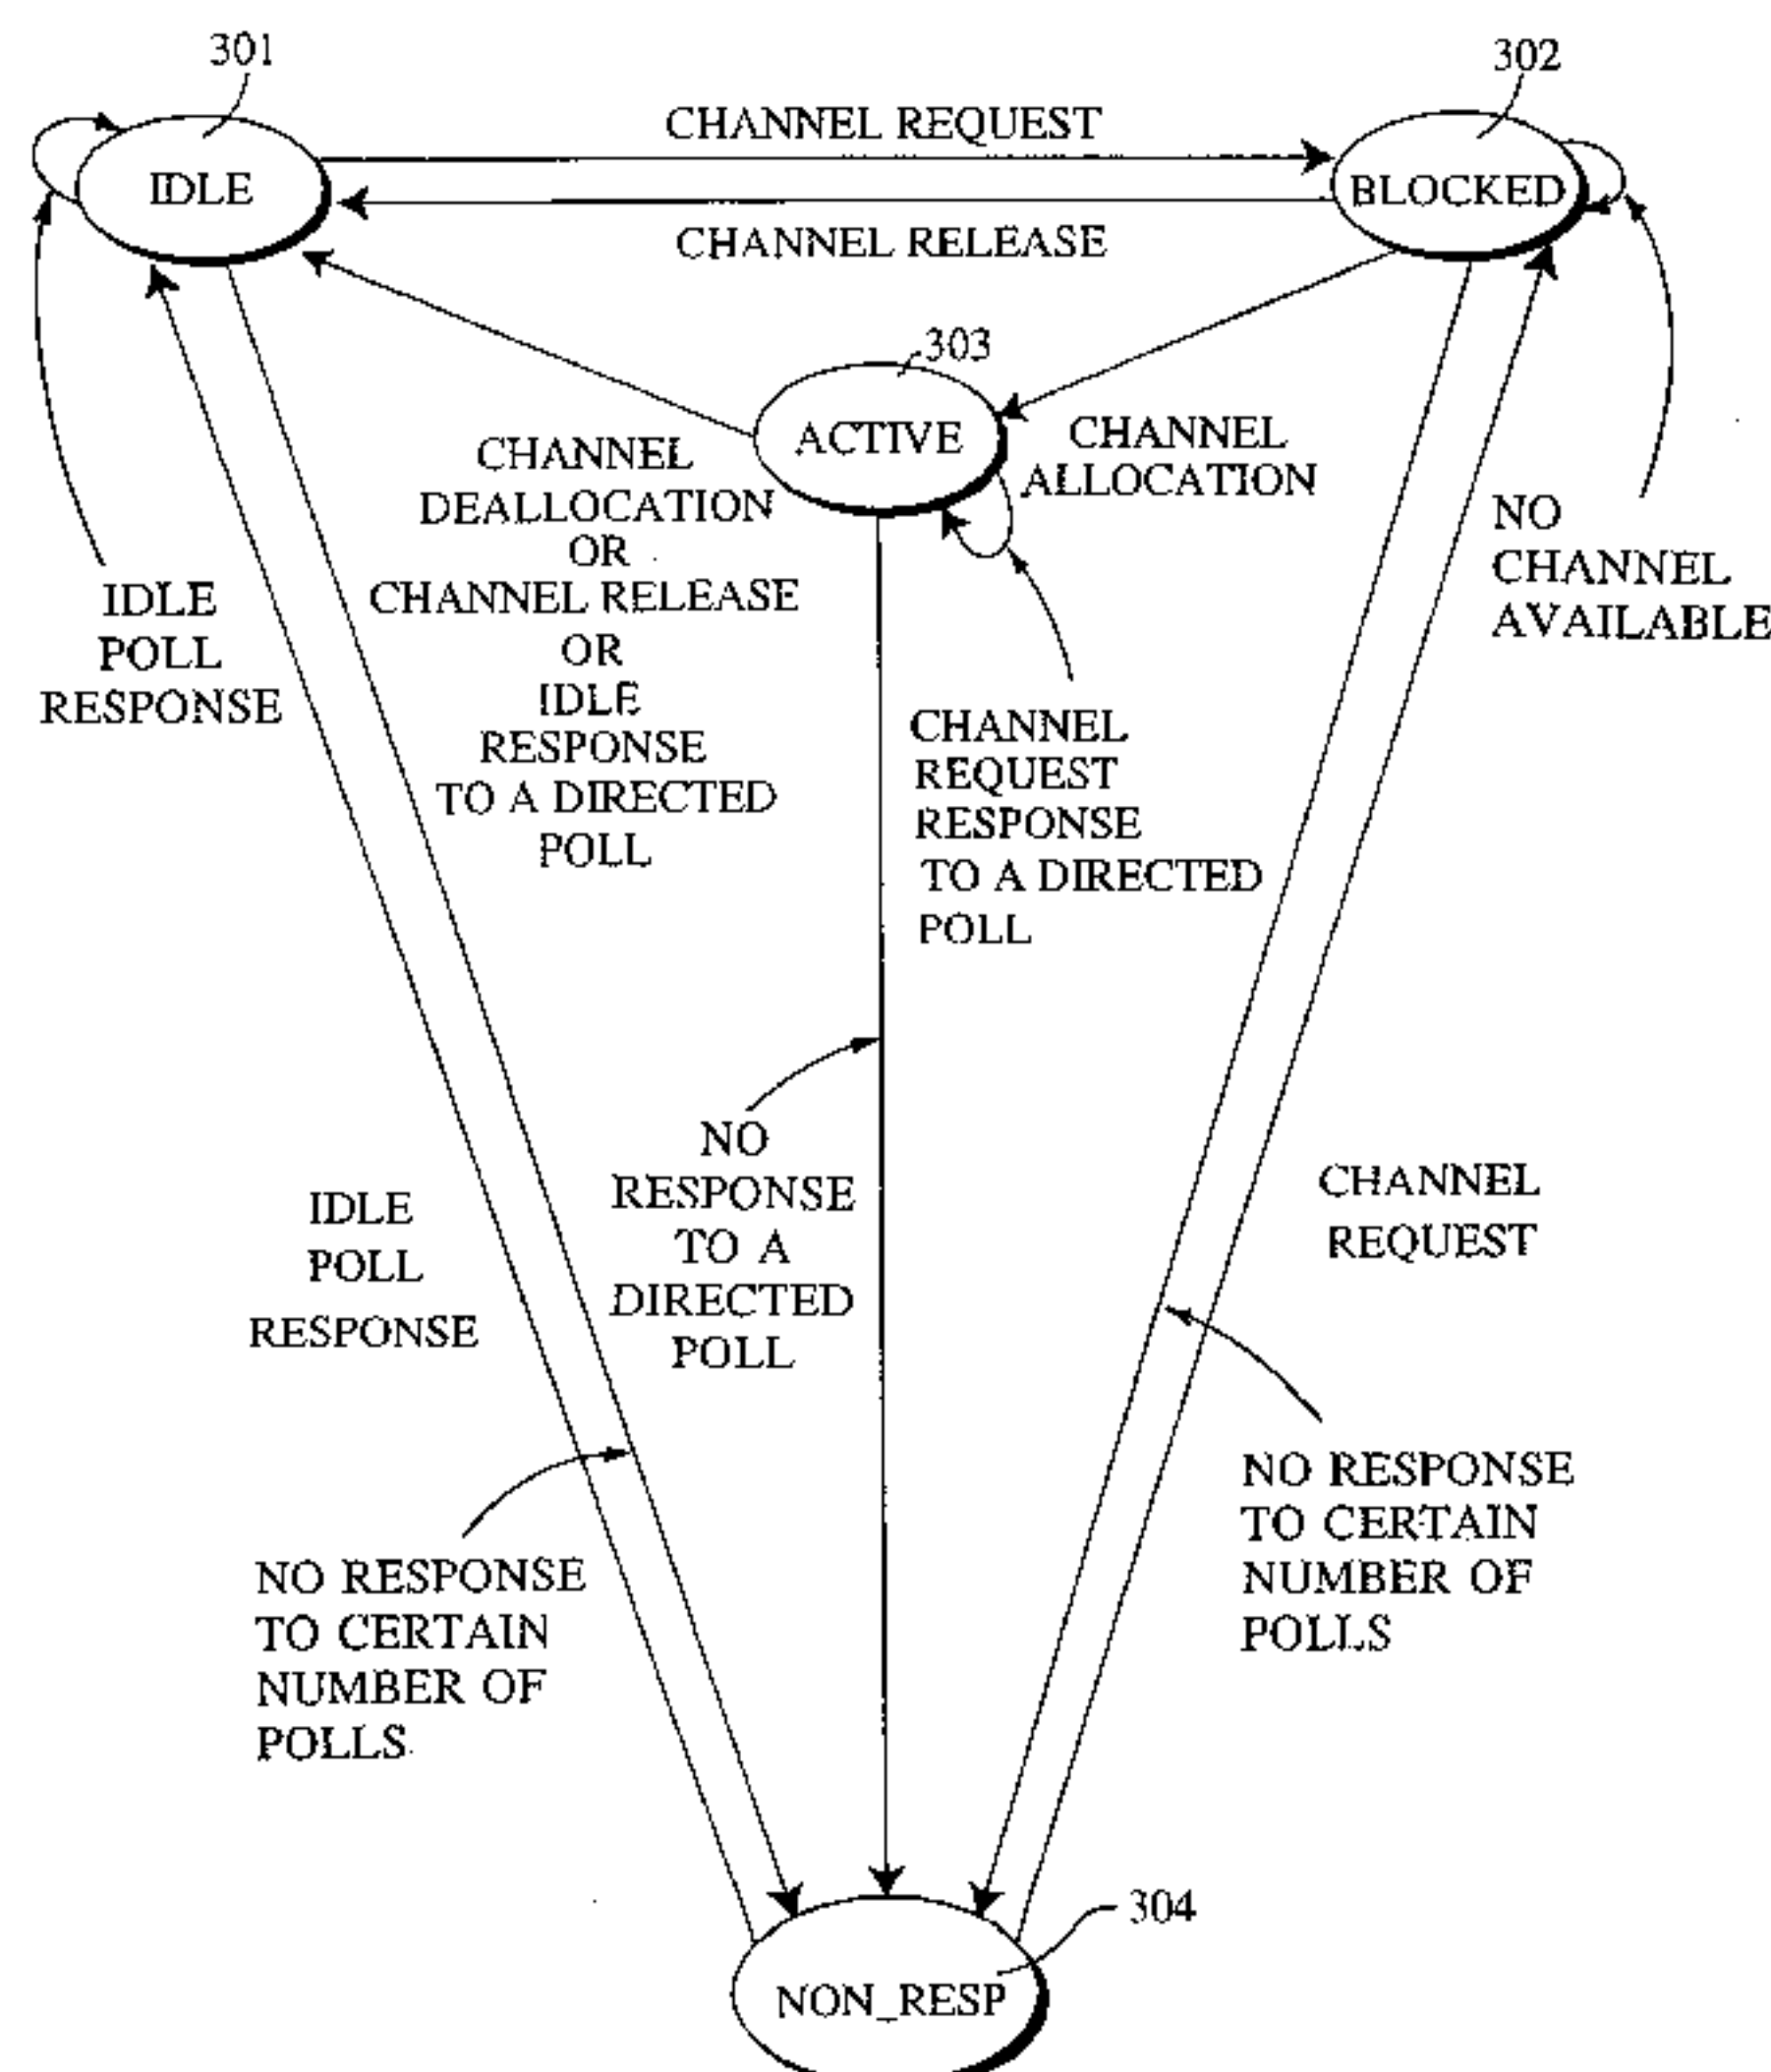 301
302
CHANNEL REQUEST
IDLE
BLOCKED
CHANNEL RELEASE
303
ACTIVE
CHANNEL
ALLOCATION
CHANNEL
DEALLOCATION
OR
CHANNEL RELEASE
OR
IDLE
RESPONSE
TO A DIRECTED
POLL
NO
CHANNEL
AVAILABLE
IDLE
POLL
RESPONSE
CHANNEL
REQUEST
RESPONSE
TO A DIRECTED
POLL
NO
RESPONSE
TO A
DIRECTED
POLL
IDLE
POLL
RESPONSE
CHANNEL
REQUEST
NO RESPONSE
TO CERTAIN
NUMBER OF
POLLS
NO RESPONSE
TO CERTAIN
NUMBER OF
POLLS
304
NON_RESP